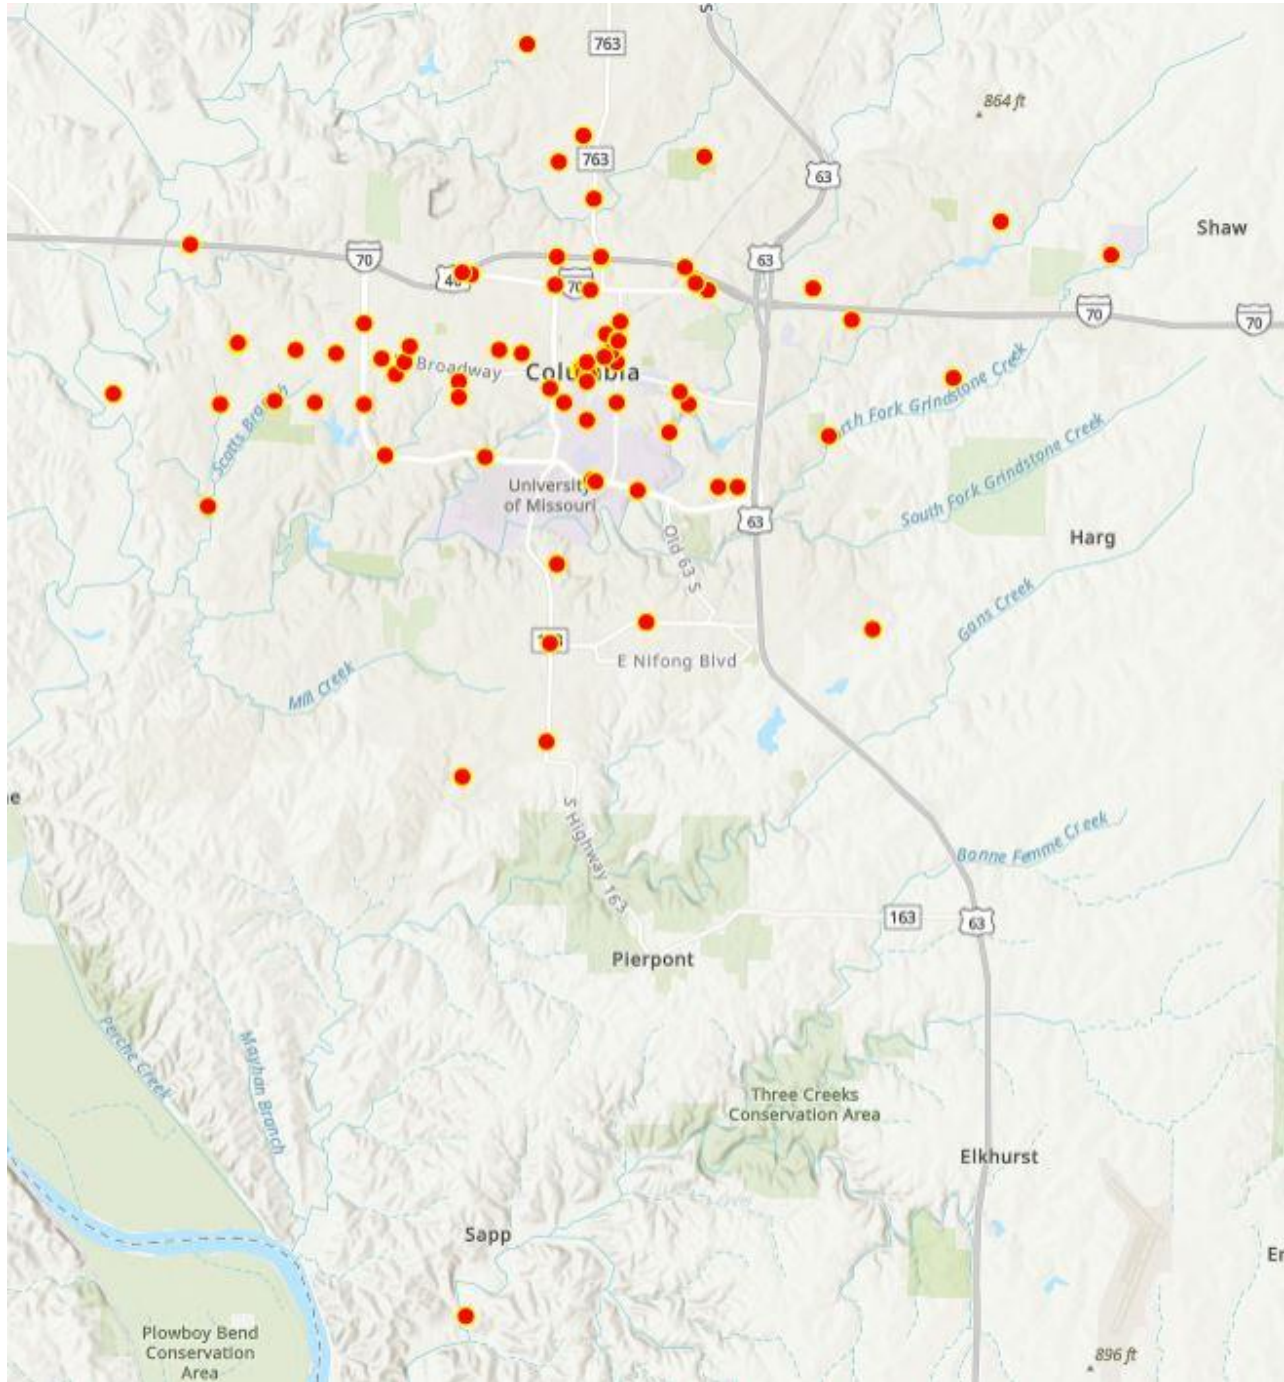 S
763
864 ft
763
63
Shaw
63
70
40
70
70
70
Broadway
Columbia
North Fork Grindstone Creek
Scotts Branch
South Fork Grindstone Creek
University
of Missouri
63
Harg
Old 63 S
Gans Creek
E Nifong Blvd
Mill Creek
e
S Highway 163
Bonne Femme Creek
163
63
Pierpont
Perche Creek
Mayhan Branch
Three Creeks
Conservation Area
Elkhurst
Sapp
Er
Plowboy Bend
Conservation
Area
896 ft